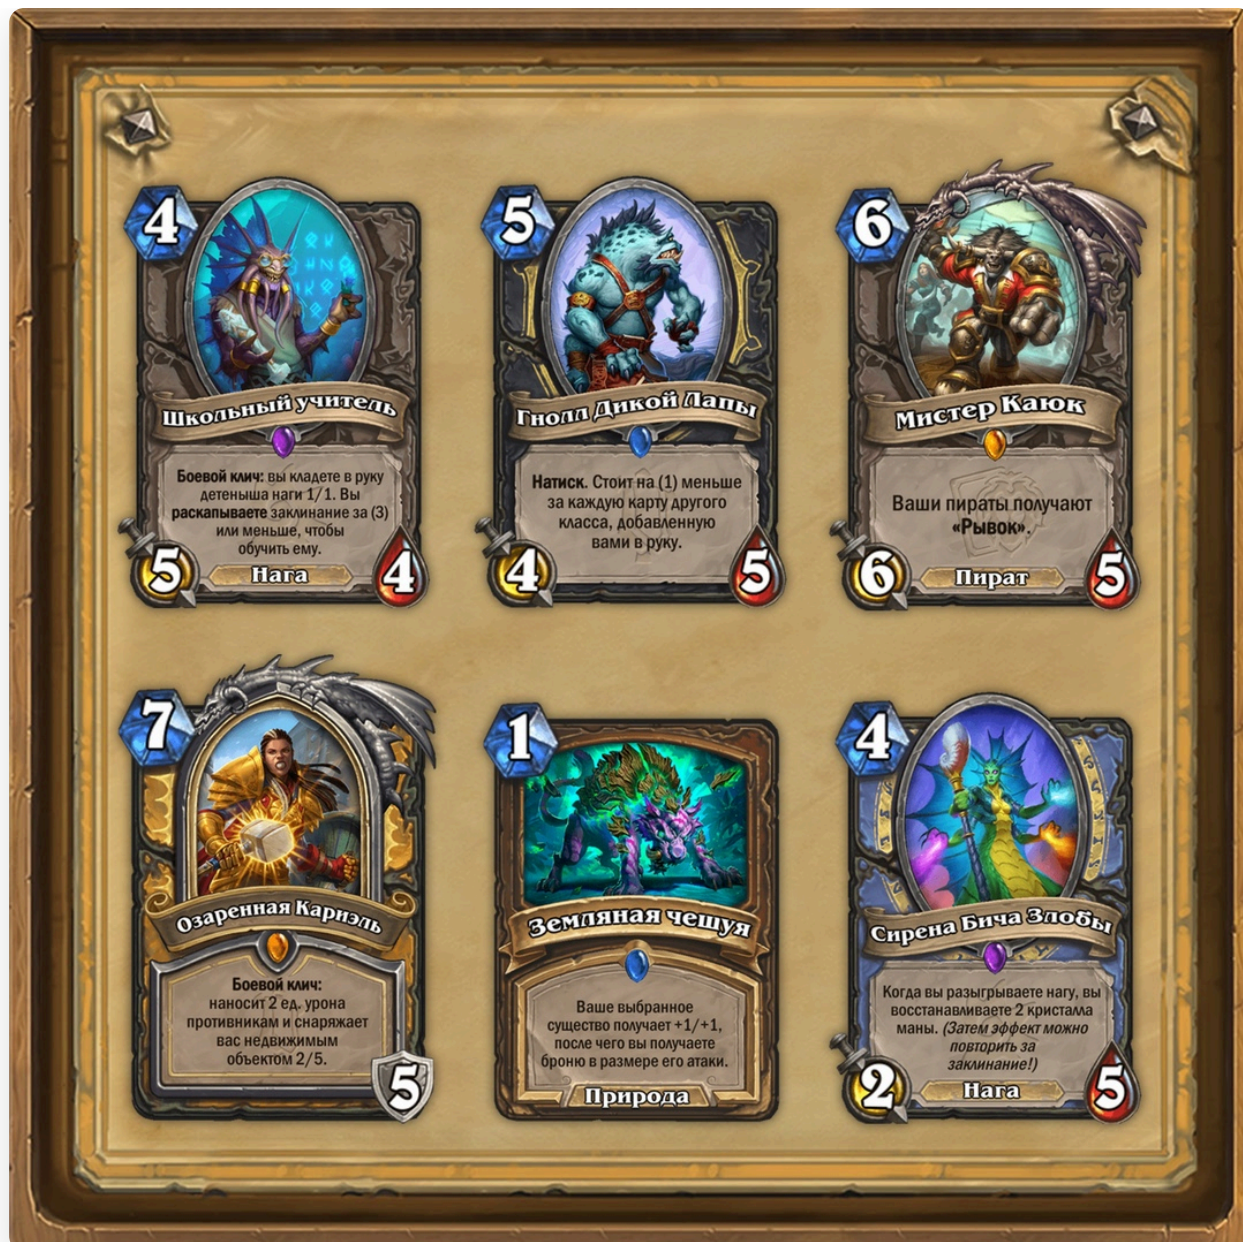 4
Школьный учитель
Боевой клич: вы кладете в руку
детеныша наги 1/1. Вы
раскапываете заклинание за (3)
или меньше, чтобы
обучить ему.
5
Нага
4
5
Гнолл Дикой Лапы
Натиск. Стоит на (1) меньше
за каждую карту другого
класса, добавленную
вами в руку.
4
5
6
Мистер Каюк
Ваши пираты получают
«Рывок».
6
Пират
5
7
Озаренная Кариэль
Боевой клич:
наносит 2 ед. урона
противникам и снаряжает
вас недвижимым
объектом 2/5.
5
1
Земляная чешуя
Ваше выбранное
существо получает +1/+1,
после чего вы получаете
броню в размере его атаки.
Природа
4
Сирена Бича Злобы
Когда вы разыгрываете нагу, вы
восстанавливаете 2 кристалла
маны. (Затем эффект можно
повторить за
заклинание!)
2
Нага
5